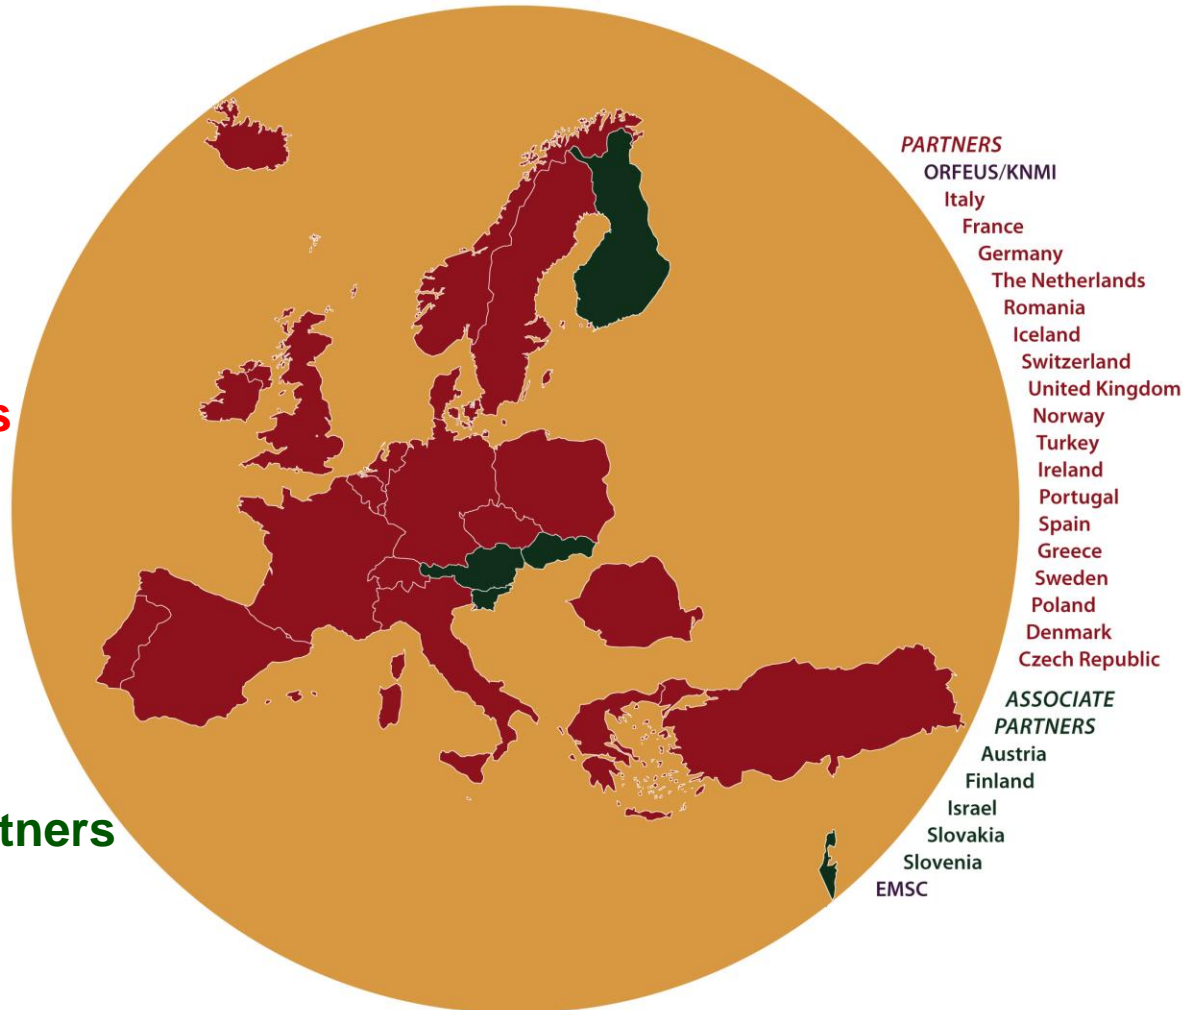 PARTNERS
ORFEUS/KNMI
Italy
France
Germany
The Netherlands
Romania
Iceland
Switzerland
United Kingdom
Norway
Turkey
Ireland
Portugal
Spain
Greece
Sweden
Poland
Denmark
Czech Republic
ASSOCIATE
PARTNERS
Austria
Finland
Israel
Slovakia
Slovenia
EMSC
s
tners